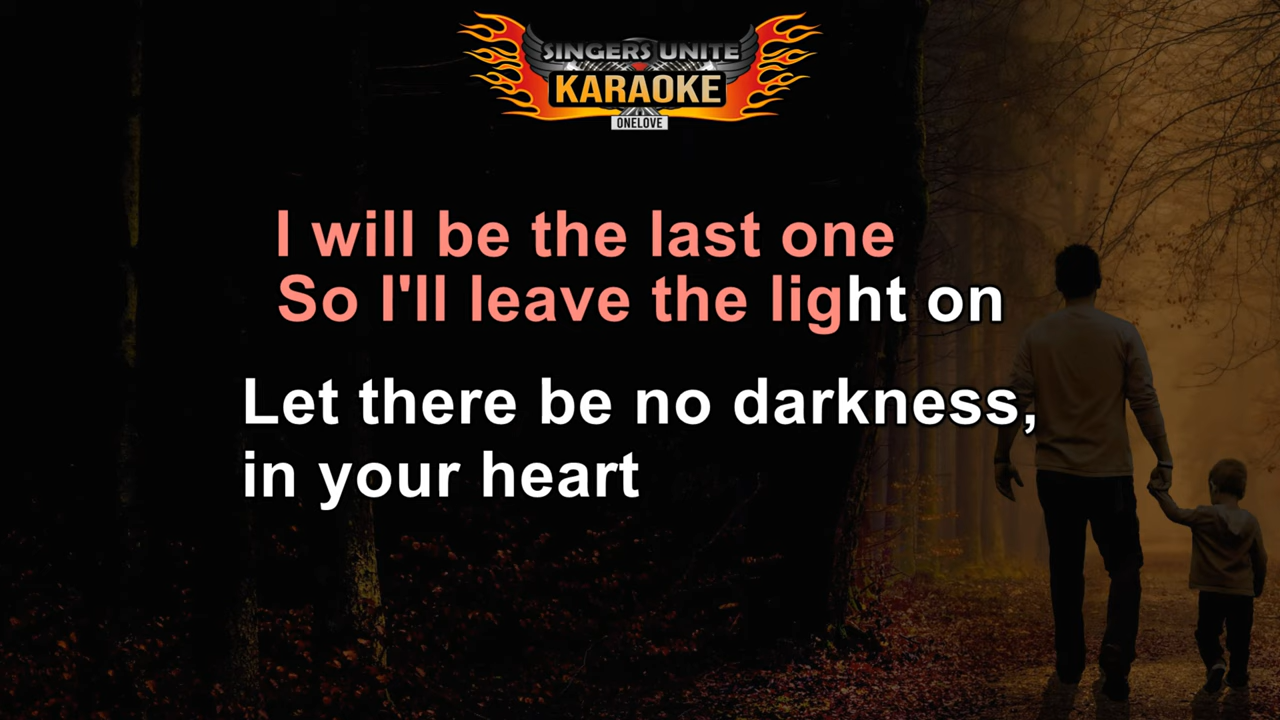 SINGERS UNITE
KARAOKE
ONELOVE
I will be the last one
So I'll leave the light on
Let there be no darkness,
in your heart